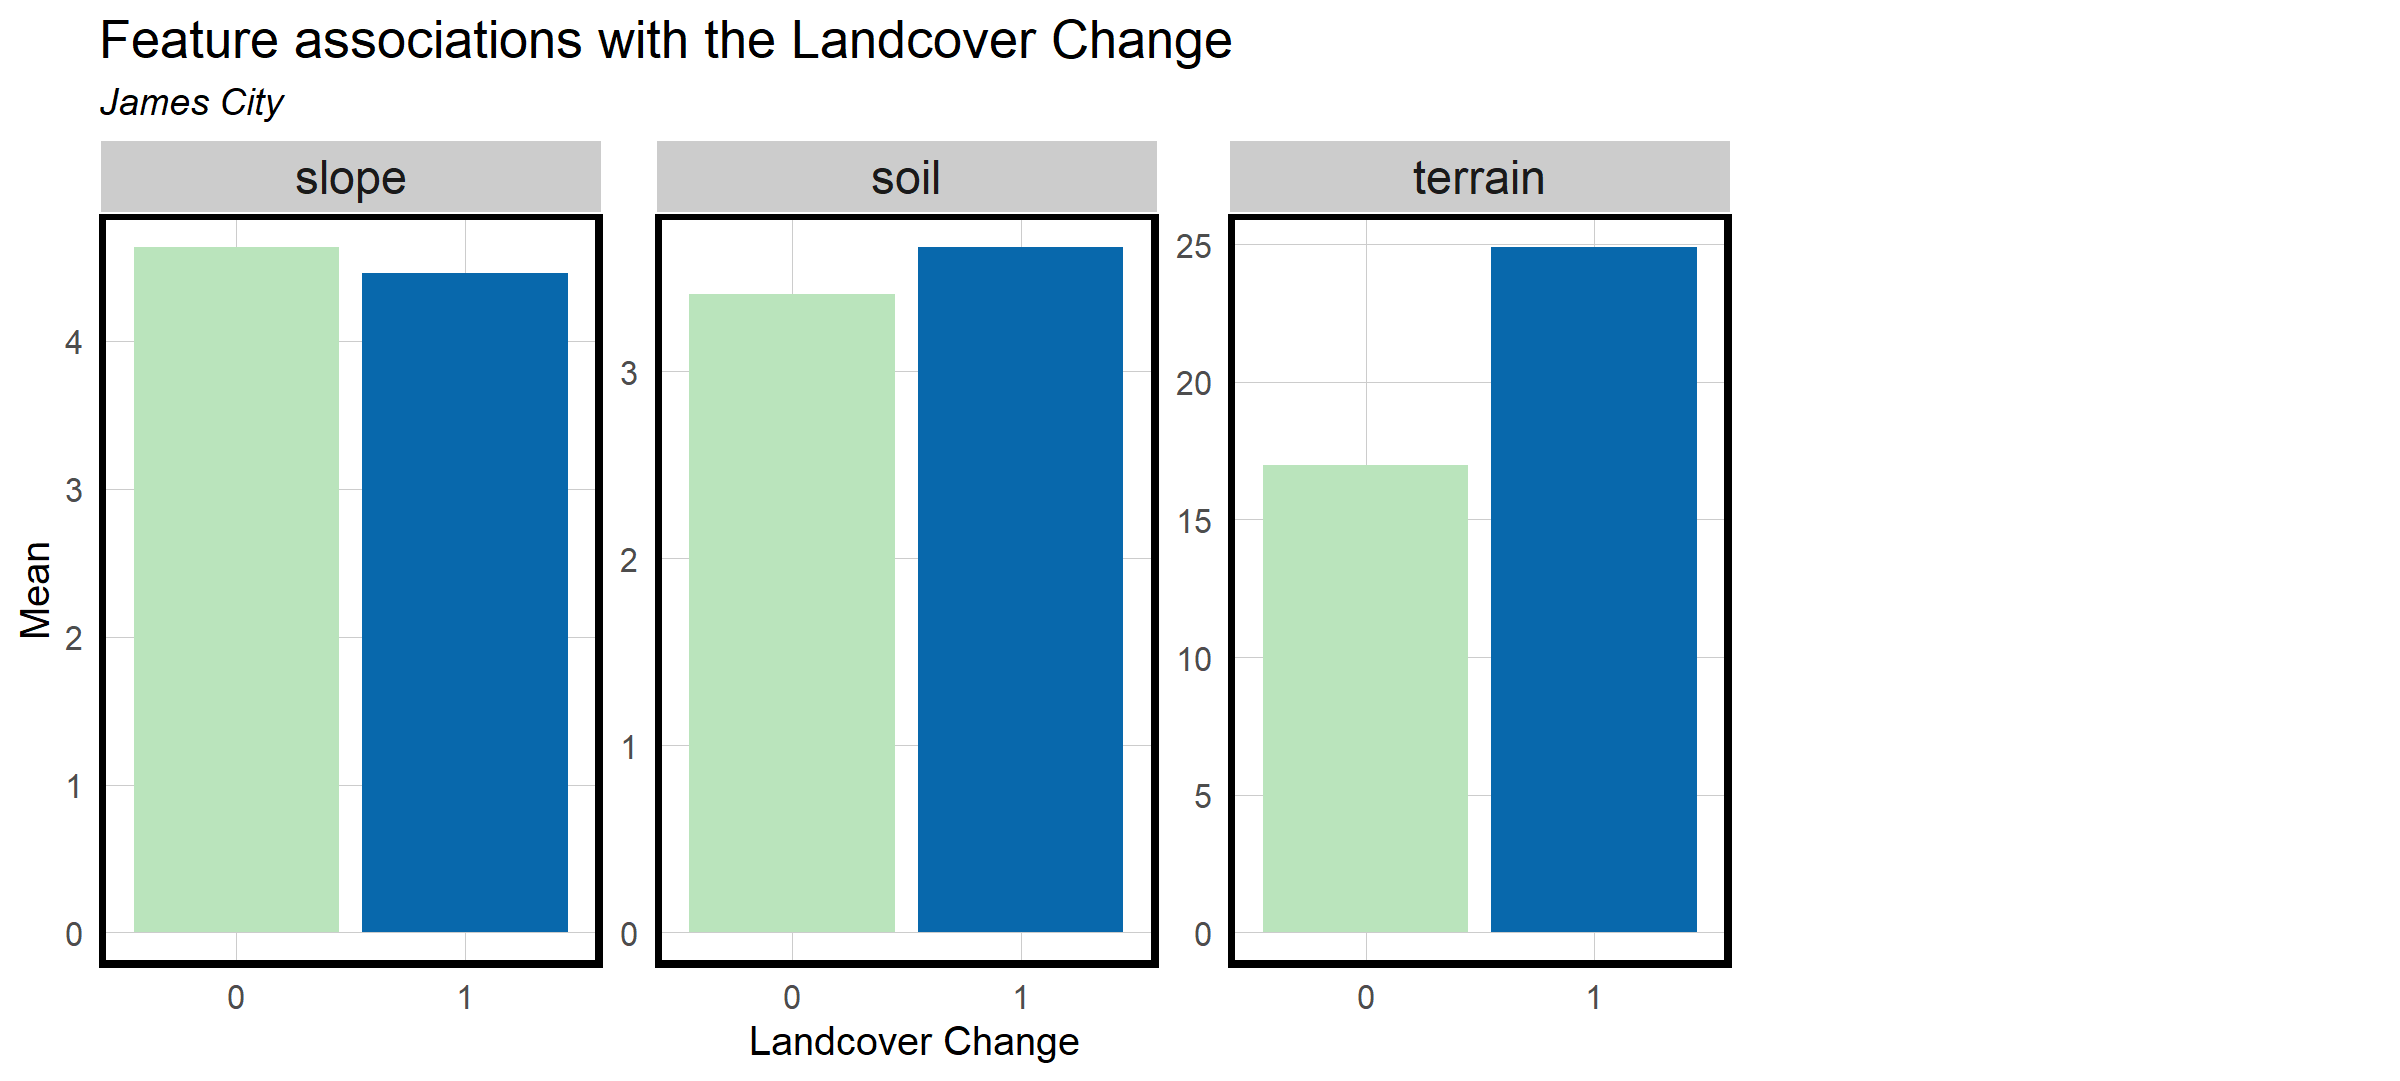 Feature associations with the Landcover Change
James City
slope
soil
terrain
Mean
4
3
2
1
0
3
2
1
0
25
20
15
10
5
0
0 1
0 1
0 1
Landcover Change